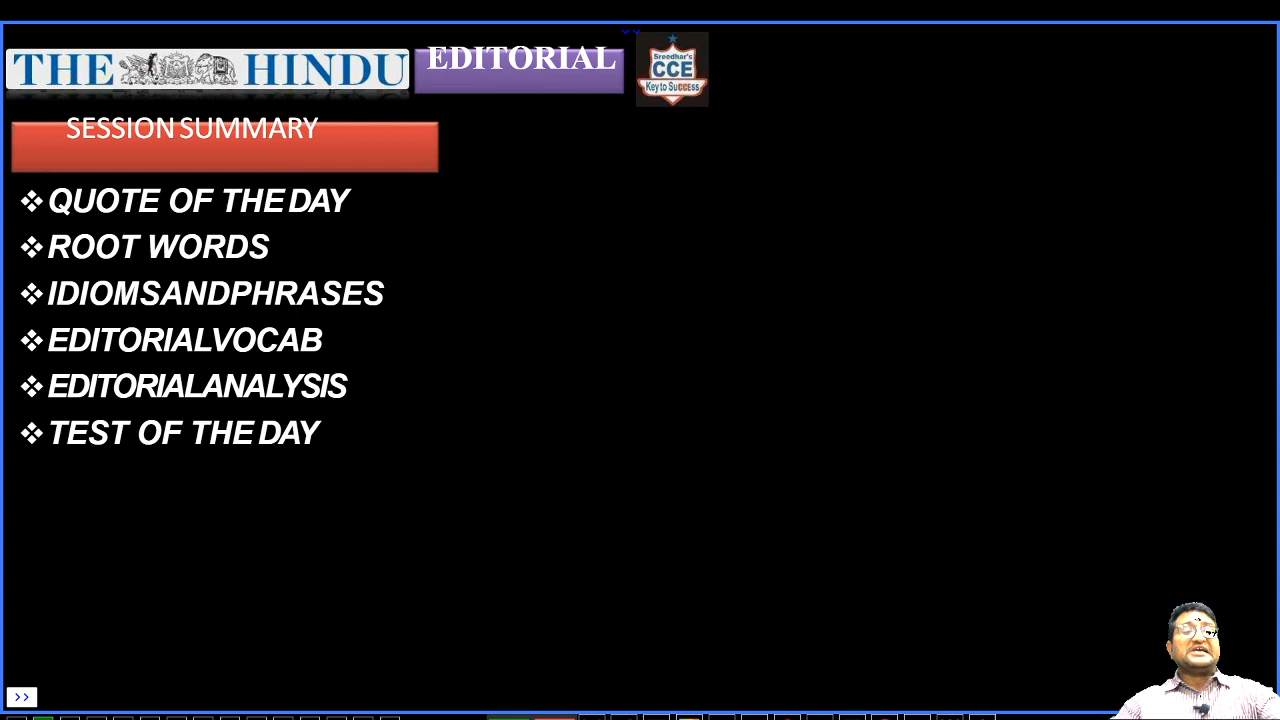 THE HINDU EDITORIAL
Sreedhar's
CCE
Key to SuCCess
SESSION SUMMARY
❖QUOTE OF THE DAY
❖ROOT WORDS
❖IDIOMSANDPHRASES
❖EDITORIALVOCAB
❖EDITORIALANALYSIS
❖TEST OF THE DAY
>>